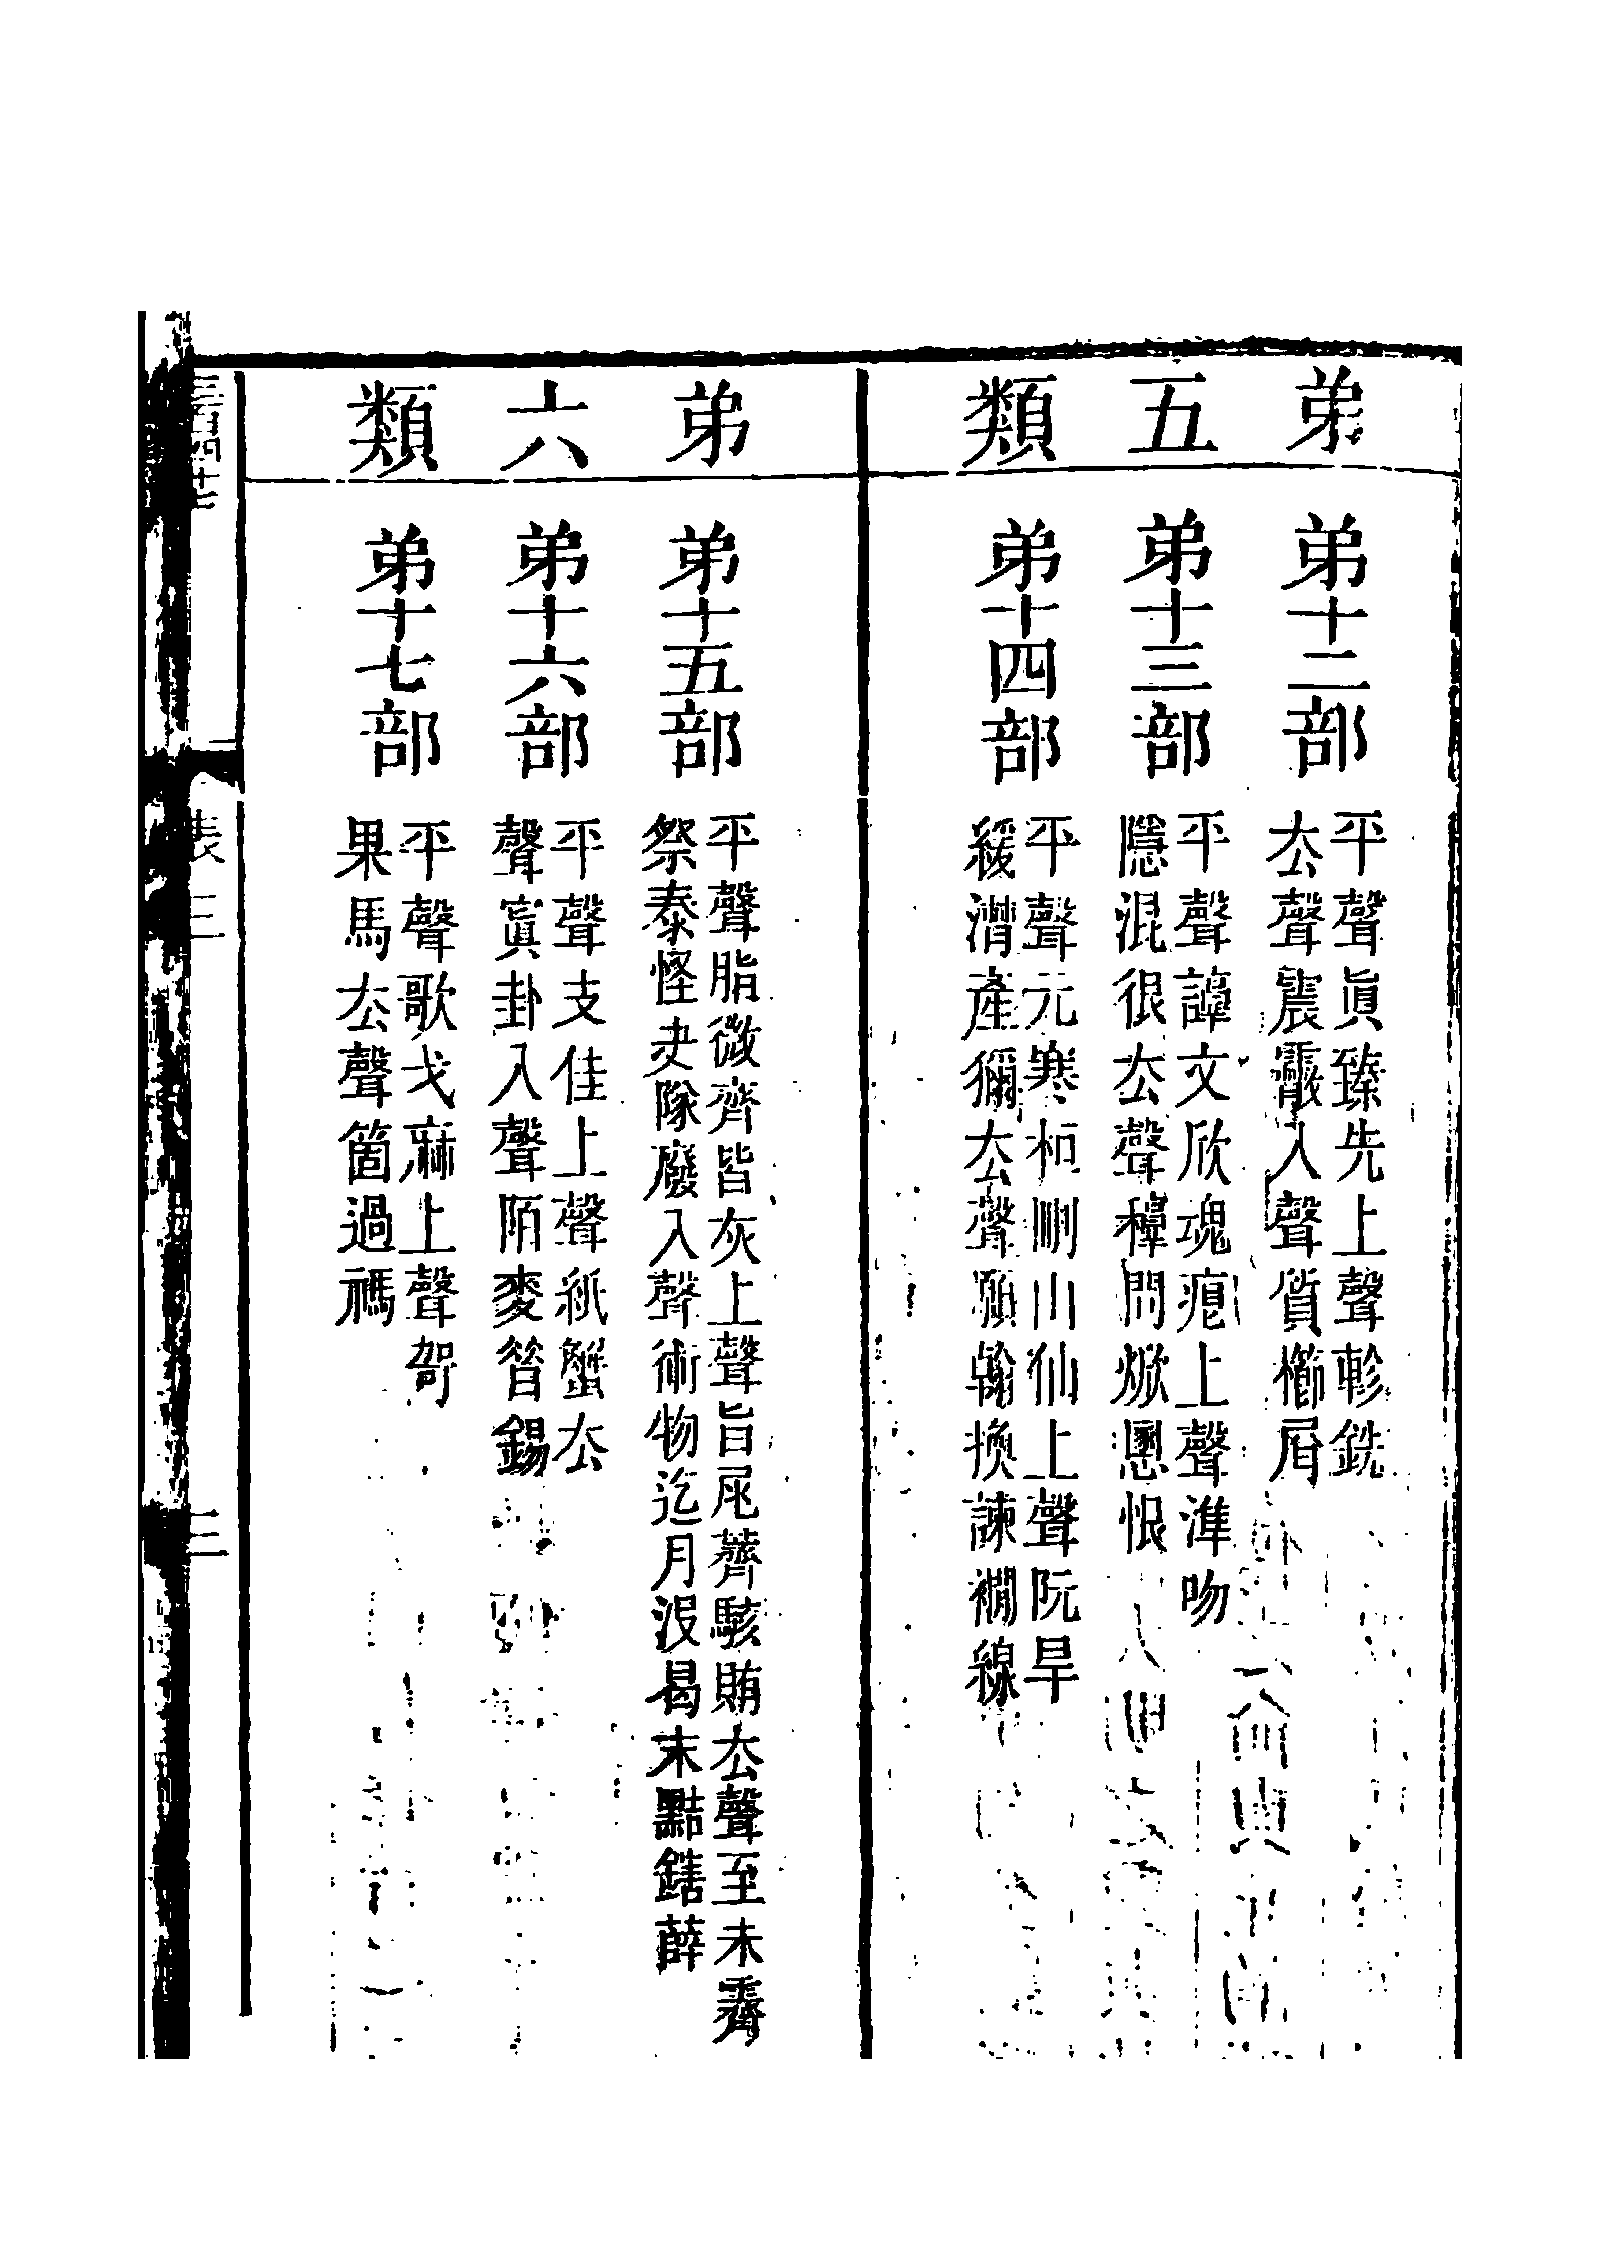 弟五類
弟十二部
平聲眞臻先上聲軫銑
厺聲震霰入聲質櫛屑
弟十三部
平聲諄文欣魂痕上聲準吻
隱混很厺聲稕問焮慁恨
弟十四部
平聲元寒桓刪山仙上聲阮旱
緩潸產獮厺聲願翰換諫襉線
弟六類
弟十五部
平聲脂微齊皆灰上聲旨尾薺駭賄厺聲至未霽
祭泰怪夬隊廢入聲術物迄月沒曷末黠鎋薛
弟十六部
平聲支佳上聲紙蟹厺
聲寘卦入聲陌麥昝錫
弟十七部
平聲歌戈麻上聲哿
果馬厺聲箇過禡
表三
三